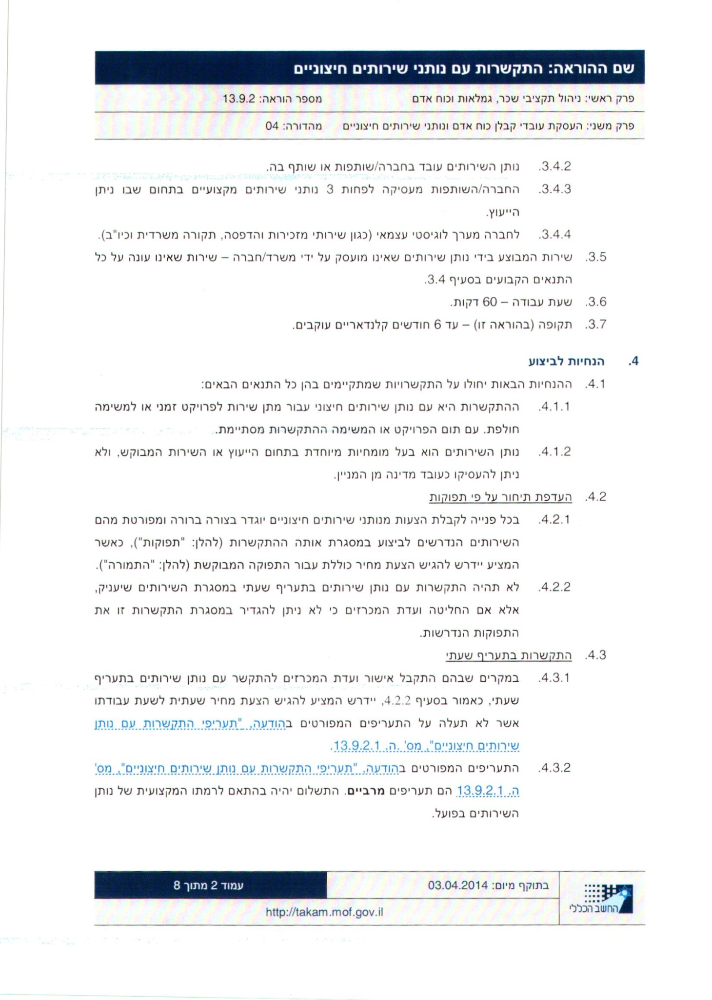 שם ההוראה: התקשרות עם נותני שירותים חיצוניים
פרק ראשי: ניהול תקציבי שכר, גמלאות וכוח אדם מספר הוראה: 13.9.2
פרק משני: העסקת עובדי קבלן כוח אדם ונותני שירותים חיצוניים מהדורה: 04
3.4.2. נותן השירותים עובד בחברה/שותפות או שותף בה.
3.4.3. החברה/השותפות מעסיקה לפחות 3 נותני שירותים מקצועיים בתחום שבו ניתן
הייעוץ.
3.4.4. לחברה מערך לוגיסטי עצמאי (כגון שירותי מזכירות והדפסה, תקורה משרדית וכיו"ב).
3.5. שירות המבוצע בידי נותן שירותים שאינו מועסק על ידי משרד/חברה – שירות שאינו עונה על כל
התנאים הקבועים בסעיף 3.4.
3.6. שעת עבודה – 60 דקות.
3.7. תקופה (בהוראה זו) – עד 6 חודשים קלנדאריים עוקבים.
4. הנחיות לביצוע
4.1. ההנחיות הבאות יחולו על התקשרויות שמתקיימים בהן כל התנאים הבאים:
4.1.1. ההתקשרות היא עם נותן שירותים חיצוני עבור מתן שירות לפרויקט זמני או למשימה
חולפת. עם תום הפרויקט או המשימה ההתקשרות מסתיימת.
4.1.2. נותן השירותים הוא בעל מומחיות מיוחדת בתחום הייעוץ או השירות המבוקש, ולא
ניתן להעסיקו כעובד מדינה מן המניין.
4.2. העדפת תיחור על פי תפוקות
4.2.1. בכל פנייה לקבלת הצעות מנותני שירותים חיצוניים יוגדר בצורה ברורה ומפורטת מהם
השירותים הנדרשים לביצוע במסגרת אותה ההתקשרות (להלן: "תפוקות"), כאשר
המציע יידרש להגיש הצעת מחיר כוללת עבור התפוקה המבוקשת (להלן: "התמורה").
4.2.2. לא תהיה התקשרות עם נותן שירותים בתעריף שעתי במסגרת השירותים שיעניק,
אלא אם החליטה ועדת המכרזים כי לא ניתן להגדיר במסגרת התקשרות זו את
התפוקות הנדרשות.
4.3. התקשרות בתעריף שעתי
4.3.1. במקרים שבהם התקבל אישור ועדת המכרזים להתקשר עם נותן שירותים בתעריף
שעתי, כאמור בסעיף 4.2.2, יידרש המציע להגיש הצעת מחיר שעתית לשעת עבודתו
אשר לא תעלה על התעריפים המפורטים בהודעה, "תעריפי התקשרות עם נותן
שירותים חיצוניים", מס' .ה. 13.9.2.1.
4.3.2. התעריפים המפורטים בהודעה, "תעריפי התקשרות עם נותן שירותים חיצוניים", מס'
ה. 13.9.2.1 הם תעריפים מרביים. התשלום יהיה בהתאם לרמתו המקצועית של נותן
השירותים בפועל.
החשב הכללי
בתוקף מיום: 03.04.2014 עמוד 2 מתוך 8
http://takam.mof.gov.il